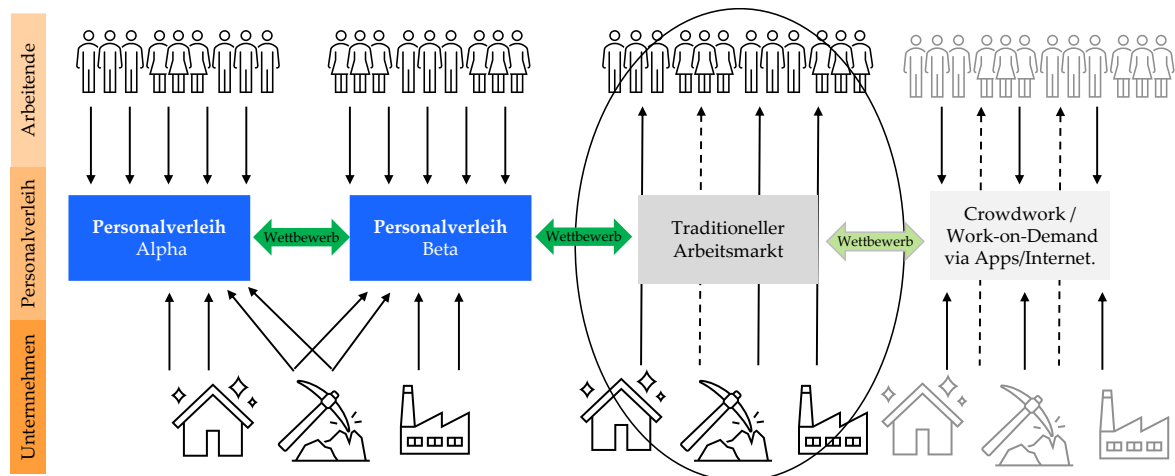 Arbeitende
Personalverleih
Unternehmen
Personalverleih
Alpha
Wettbewerb
Personalverleih
Beta
Wettbewerb
Traditioneller
Arbeitsmarkt
Wettbewerb
Crowdwork /
Work-on-Demand
via Apps/Internet.